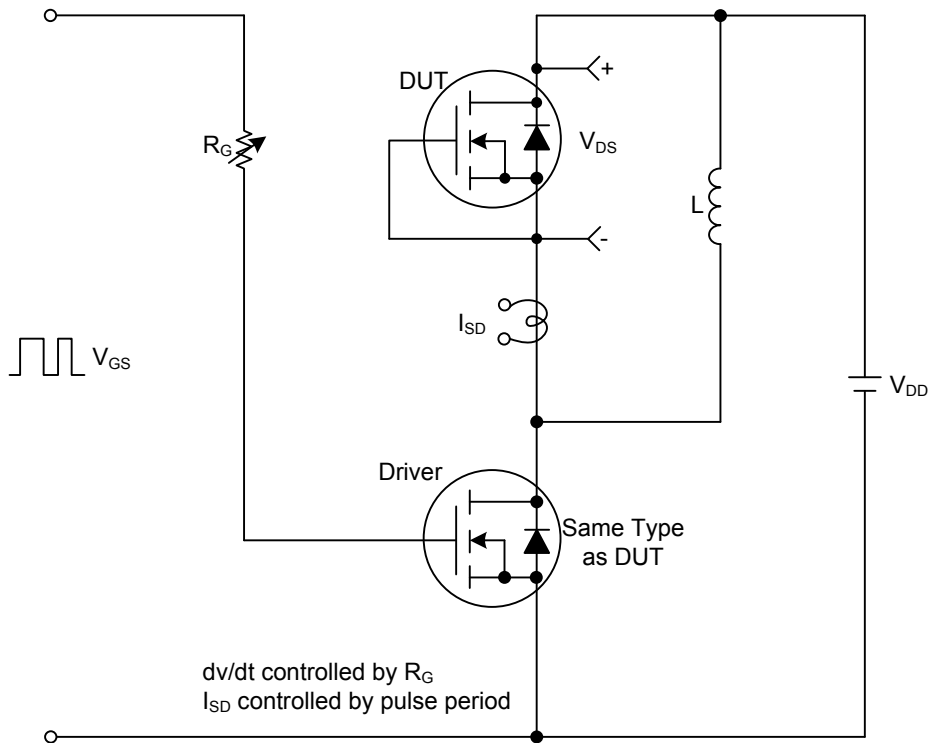 +
DUT
R_G
V_DS
L
-
I_SD
V_GS
V_DD
Driver
Same Type
as DUT
dv/dt controlled by R_G
I_SD controlled by pulse period